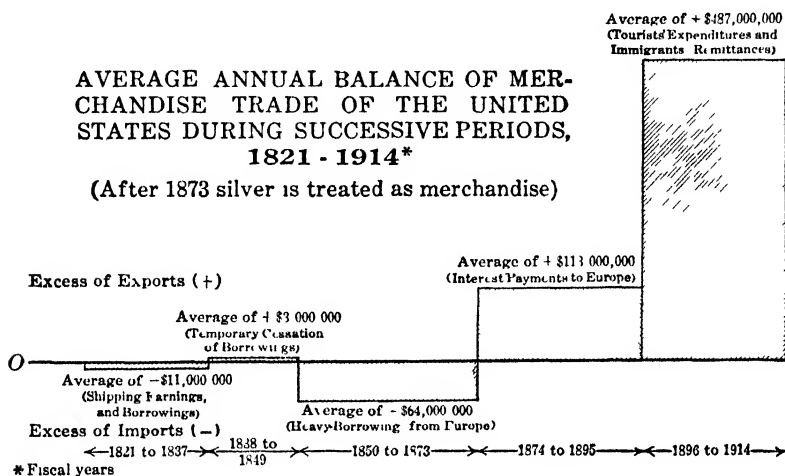 Average of + $487,000,000
(Tourists' Expenditures and
Immigrants Remittances)
AVERAGE ANNUAL BALANCE OF MER-
CHANDISE TRADE OF THE UNITED
STATES DURING SUCCESSIVE PERIODS,
1821 - 1914*
(After 1873 silver is treated as merchandise)
Average of + $113 000,000
(Interest Payments to Europe)
Excess of Exports (+)
Average of + $3 000 000
(Temporary Cessation
of Borrowings)
O
Average of -$11,000 000
(Shipping Earnings,
and Borrowings)
Average of - $64,000 000
(Heavy Borrowing from Europe)
Excess of Imports (-)
1821 to 1837
1838 to
1849
1850 to 1873
1874 to 1895
1896 to 1914
*Fiscal years